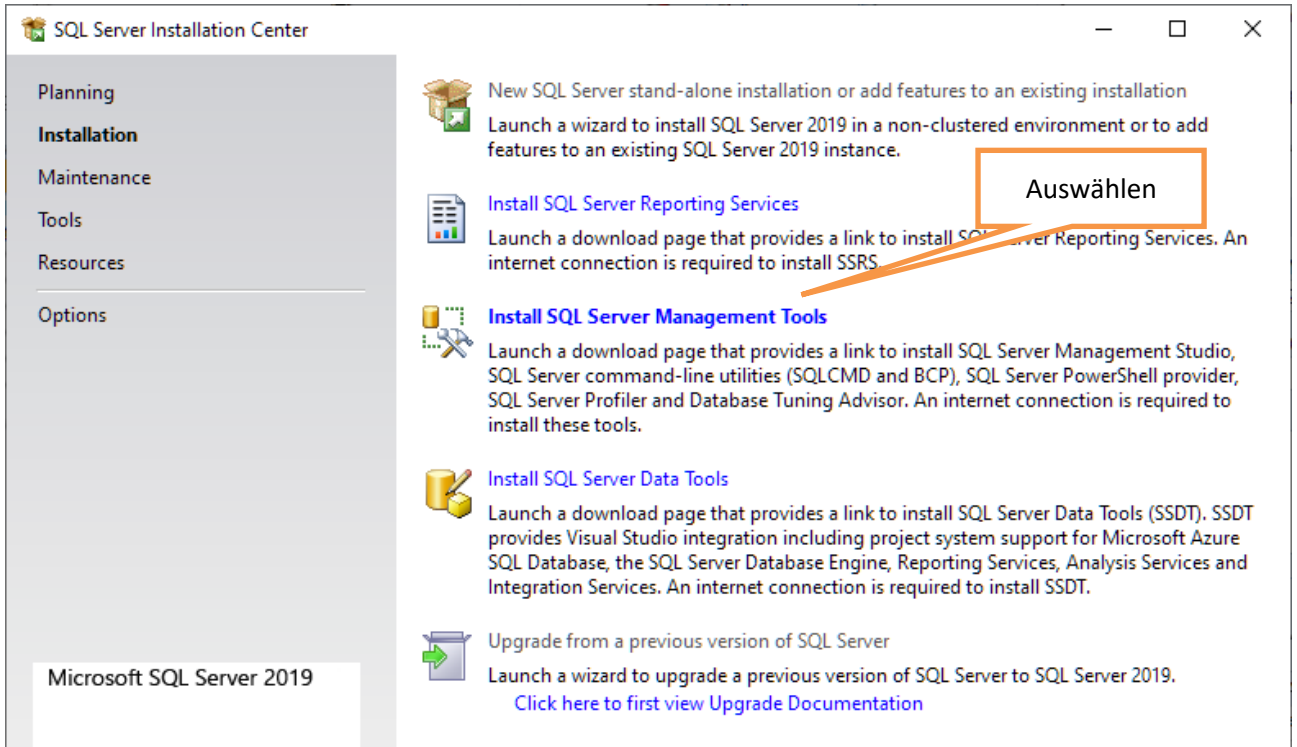 SQL Server Installation Center
Planning
Installation
Maintenance
Tools
Resources
Options
Microsoft SQL Server 2019
New SQL Server stand-alone installation or add features to an existing installation
Launch a wizard to install SQL Server 2019 in a non-clustered environment or to add
features to an existing SQL Server 2019 instance.
Auswählen
Install SQL Server Reporting Services
Launch a download page that provides a link to install SQL Server Reporting Services. An
internet connection is required to install SSRS.
Install SQL Server Management Tools
Launch a download page that provides a link to install SQL Server Management Studio,
SQL Server command-line utilities (SQLCMD and BCP), SQL Server PowerShell provider,
SQL Server Profiler and Database Tuning Advisor. An internet connection is required to
install these tools.
Install SQL Server Data Tools
Launch a download page that provides a link to install SQL Server Data Tools (SSDT). SSDT
provides Visual Studio integration including project system support for Microsoft Azure
SQL Database, the SQL Server Database Engine, Reporting Services, Analysis Services and
Integration Services. An internet connection is required to install SSDT.
Upgrade from a previous version of SQL Server
Launch a wizard to upgrade a previous version of SQL Server to SQL Server 2019.
Click here to first view Upgrade Documentation